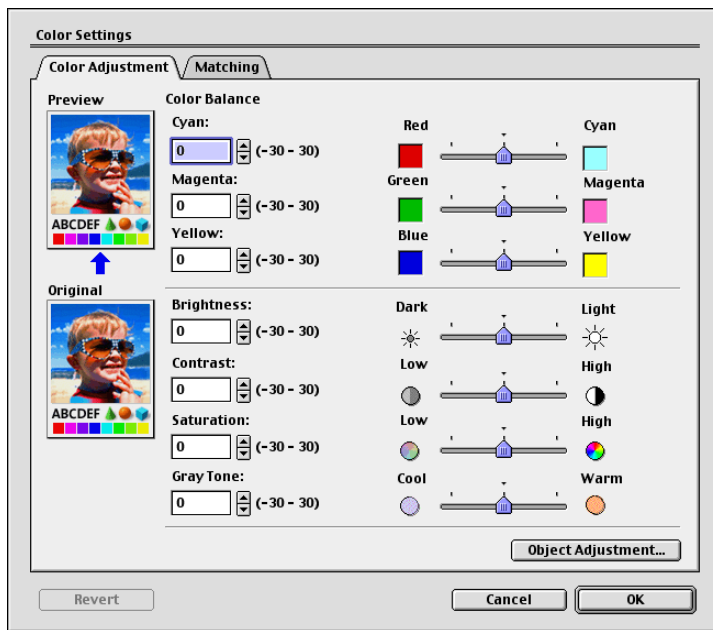 Color Settings
Color Adjustment
Matching
Preview
ABCDEF
Original
ABCDEF
Color Balance
Cyan:
0 (-30 - 30)
Red
Cyan
Magenta:
0 (-30 - 30)
Green
Magenta
Yellow:
0 (-30 - 30)
Blue
Yellow
Brightness:
0 (-30 - 30)
Dark
Light
Contrast:
0 (-30 - 30)
Low
High
Saturation:
0 (-30 - 30)
Low
High
Gray Tone:
0 (-30 - 30)
Cool
Warm
Object Adjustment...
Revert
Cancel
OK